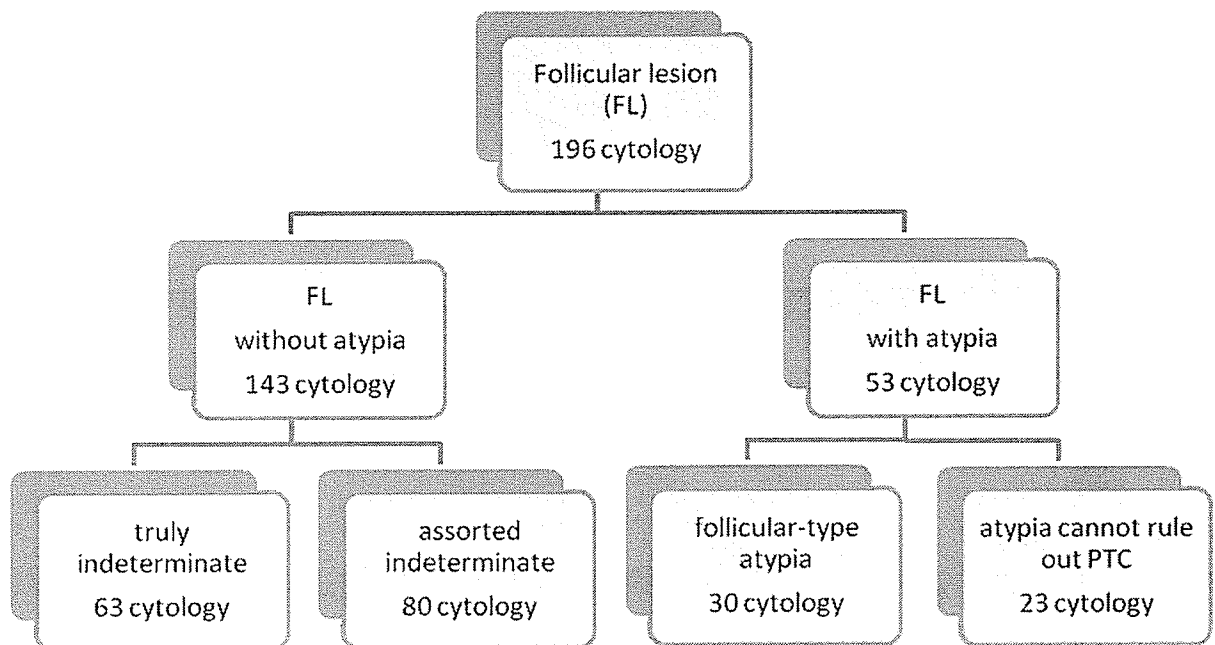 Follicular lesion
(FL)
196 cytology
FL
without atypia
143 cytology
FL
with atypia
53 cytology
truly
indeterminate
63 cytology
assorted
indeterminate
80 cytology
follicular-type
atypia
30 cytology
atypia cannot rule
out PTC
23 cytology